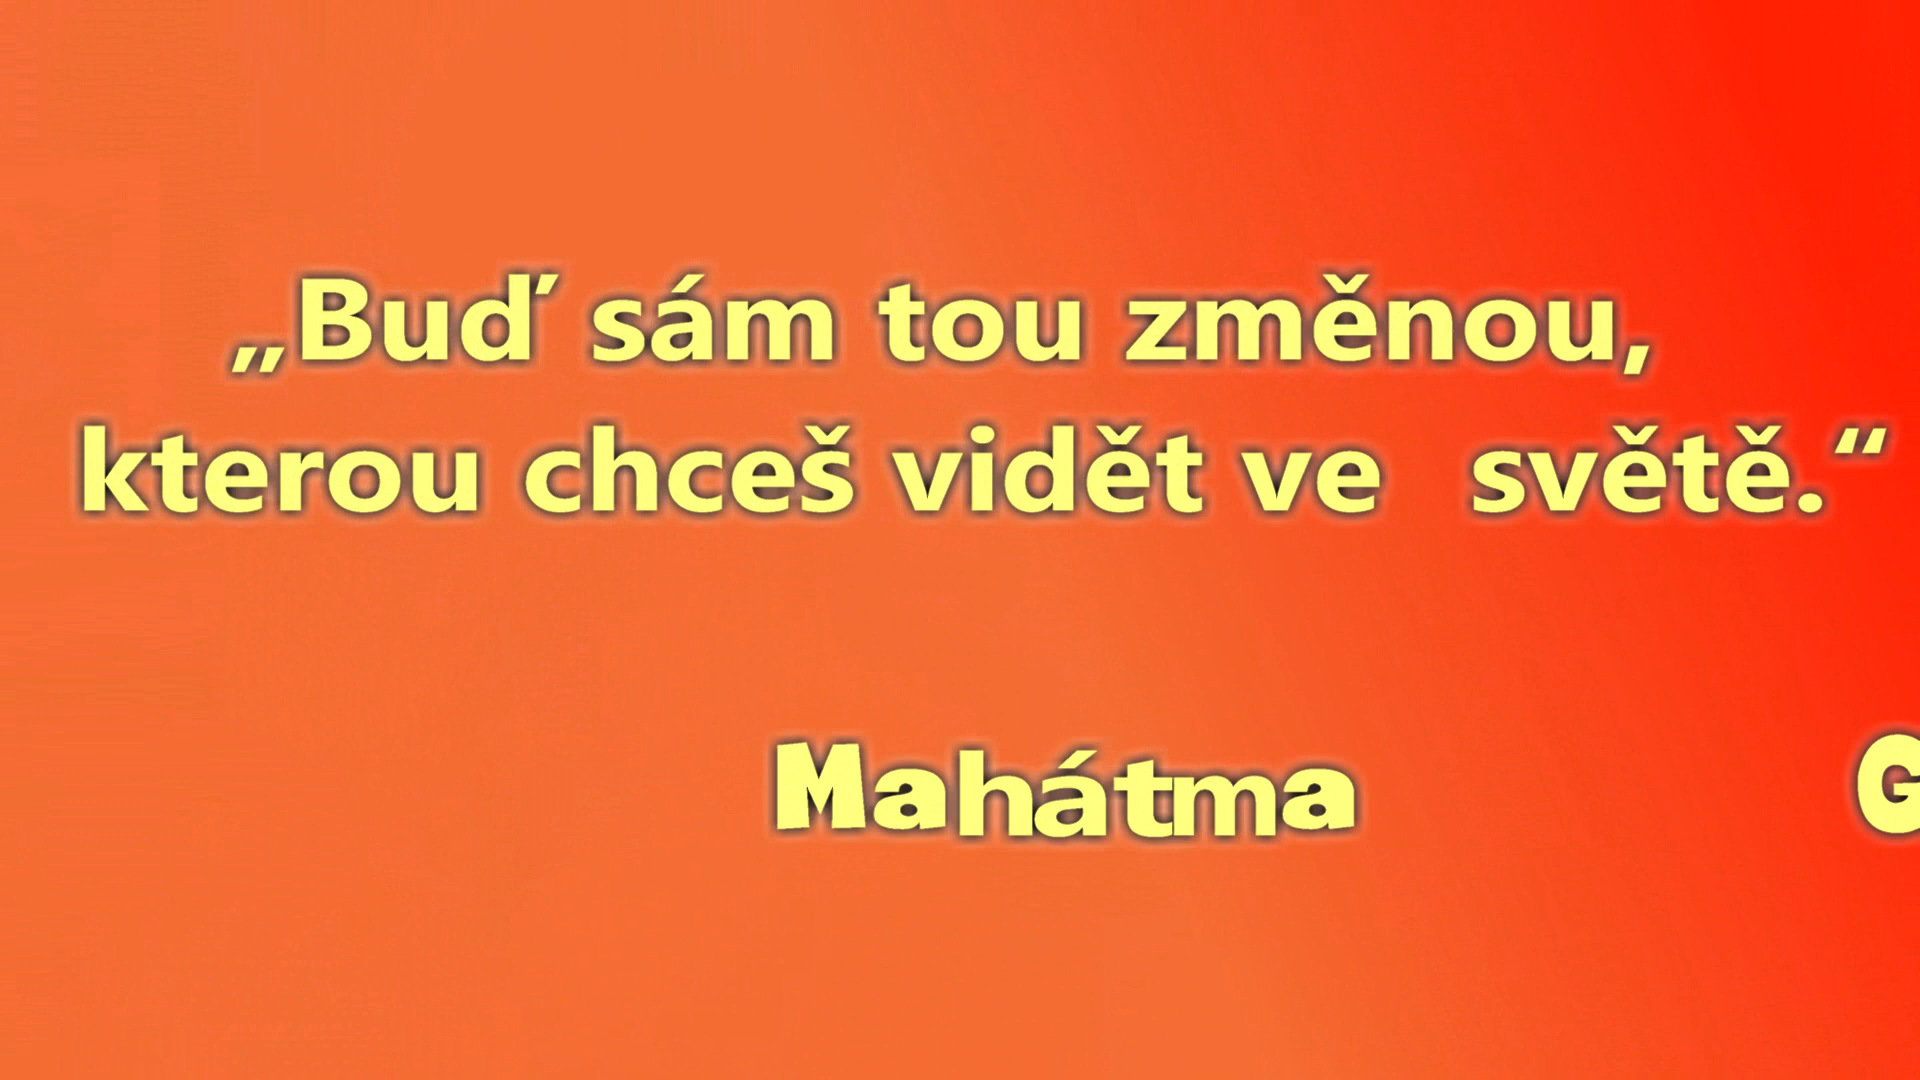 „Buď sám tou změnou,
kterou chceš vidět ve světě.“
Mahátma G